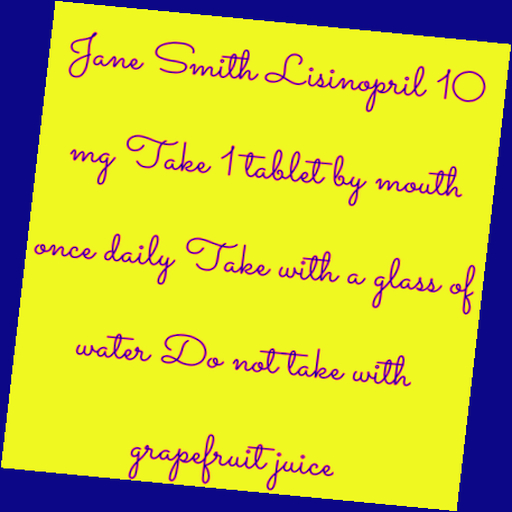 Jane Smith Lisinopril 10
mg Take 1 tablet by mouth
once daily Take with a glass of
water Do not take with
grapefruit juice